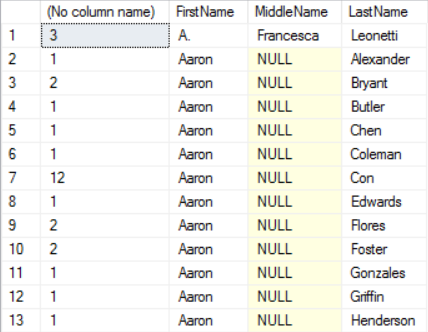 (No column name) FirstName MiddleName LastName
1 3 A. Francesca Leonetti
2 1 Aaron NULL Alexander
3 2 Aaron NULL Bryant
4 1 Aaron NULL Butler
5 1 Aaron NULL Chen
6 1 Aaron NULL Coleman
7 12 Aaron NULL Con
8 1 Aaron NULL Edwards
9 2 Aaron NULL Flores
10 2 Aaron NULL Foster
11 1 Aaron NULL Gonzales
12 1 Aaron NULL Griffin
13 1 Aaron NULL Henderson